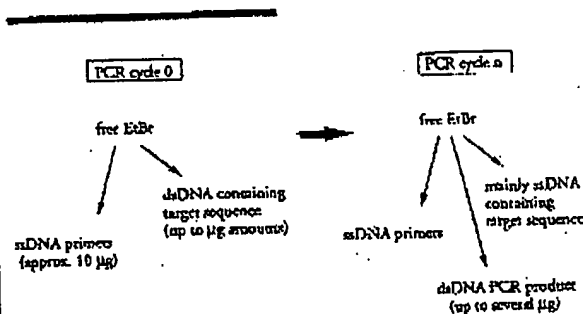 PCR cycle 0
free EtBr
dsDNA containing
target sequence
(up to µg amounts)
ssDNA primers
(approx. 10 µg)
PCR cycle n
free EtBr
mainly ssDNA
containing
target sequence
ssDNA primers
dsDNA PCR product
(up to several µg)